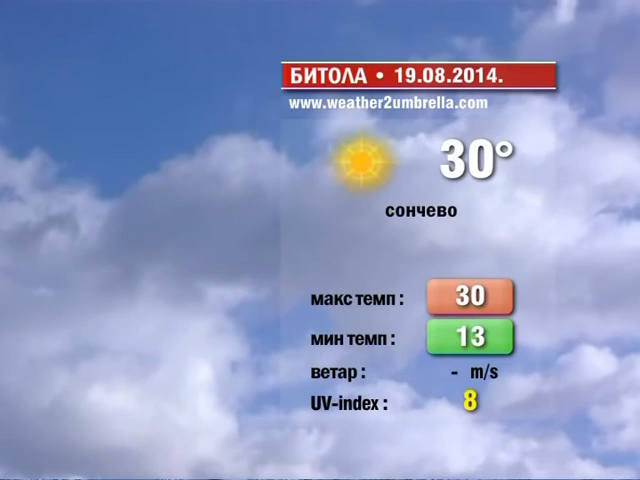 БИТОЛА • 19.08.2014.
www.weather2umbrella.com
30°
сончево
макс темп : 30
мин темп : 13
ветар : - m/s
UV-index : 8